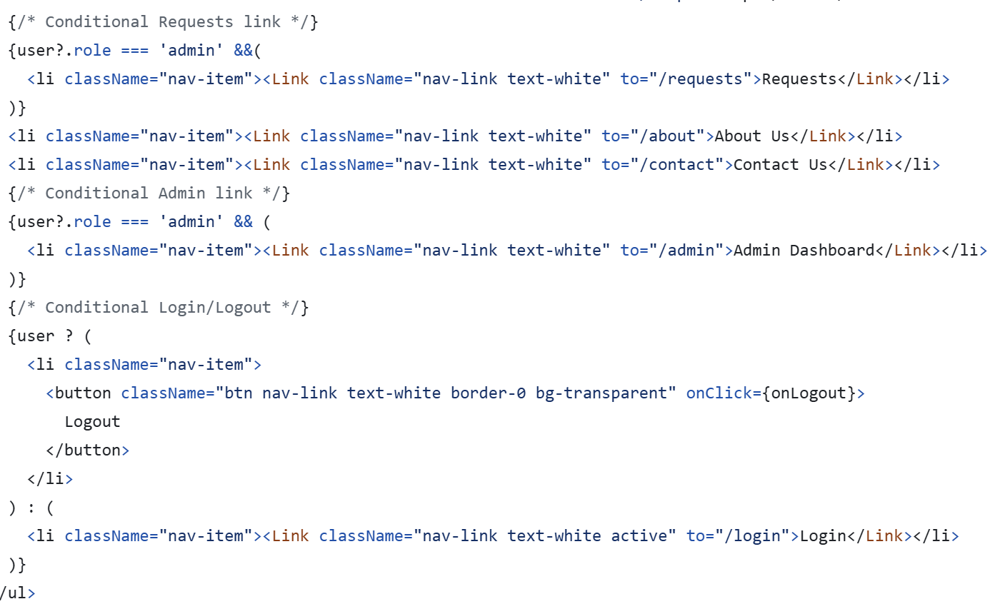 {/* Conditional Requests link */}
{user?.role === 'admin' &&(
  <li className="nav-item"><Link className="nav-link text-white" to="/requests">Requests</Link></li>
)}
<li className="nav-item"><Link className="nav-link text-white" to="/about">About Us</Link></li>
<li className="nav-item"><Link className="nav-link text-white" to="/contact">Contact Us</Link></li>
{/* Conditional Admin link */}
{user?.role === 'admin' && (
  <li className="nav-item"><Link className="nav-link text-white" to="/admin">Admin Dashboard</Link></li>
)}
{/* Conditional Login/Logout */}
{user ? (
  <li className="nav-item">
    <button className="btn nav-link text-white border-0 bg-transparent" onClick={onLogout}>
      Logout
    </button>
  </li>
) : (
  <li className="nav-item"><Link className="nav-link text-white active" to="/login">Login</Link></li>
)}
/ul>